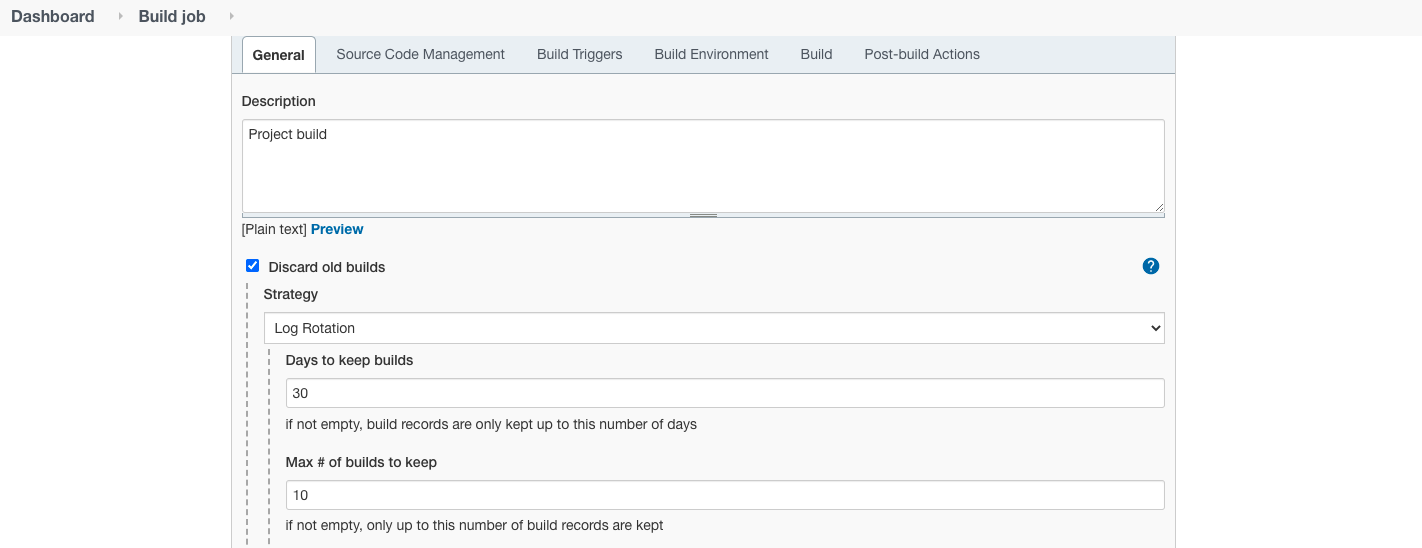 Dashboard Build job
General Source Code Management Build Triggers Build Environment Build Post-build Actions
Description
Project build
[Plain text] Preview
Discard old builds ?
Strategy
Log Rotation
Days to keep builds
30
if not empty, build records are only kept up to this number of days
Max # of builds to keep
10
if not empty, only up to this number of build records are kept